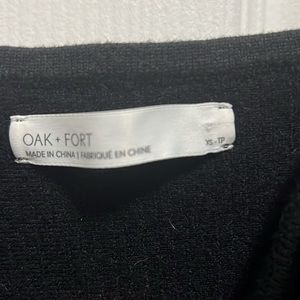 OAK + FORT
MADE IN CHINA | FABRIQUÉ EN CHINE
XS - TP